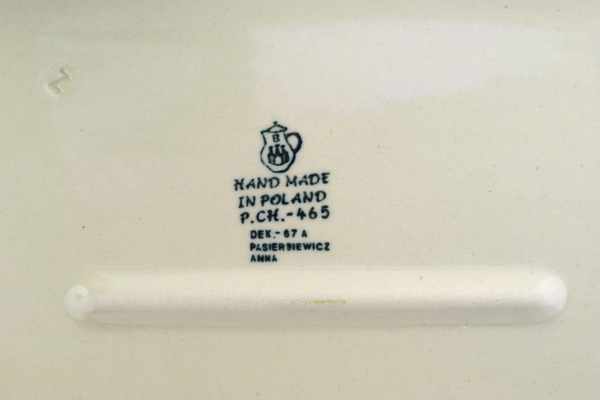 Z
B
HAND MADE
IN POLAND
P.CH.-465
DEK.-67 A
PASIERBIEWICZ
ANNA